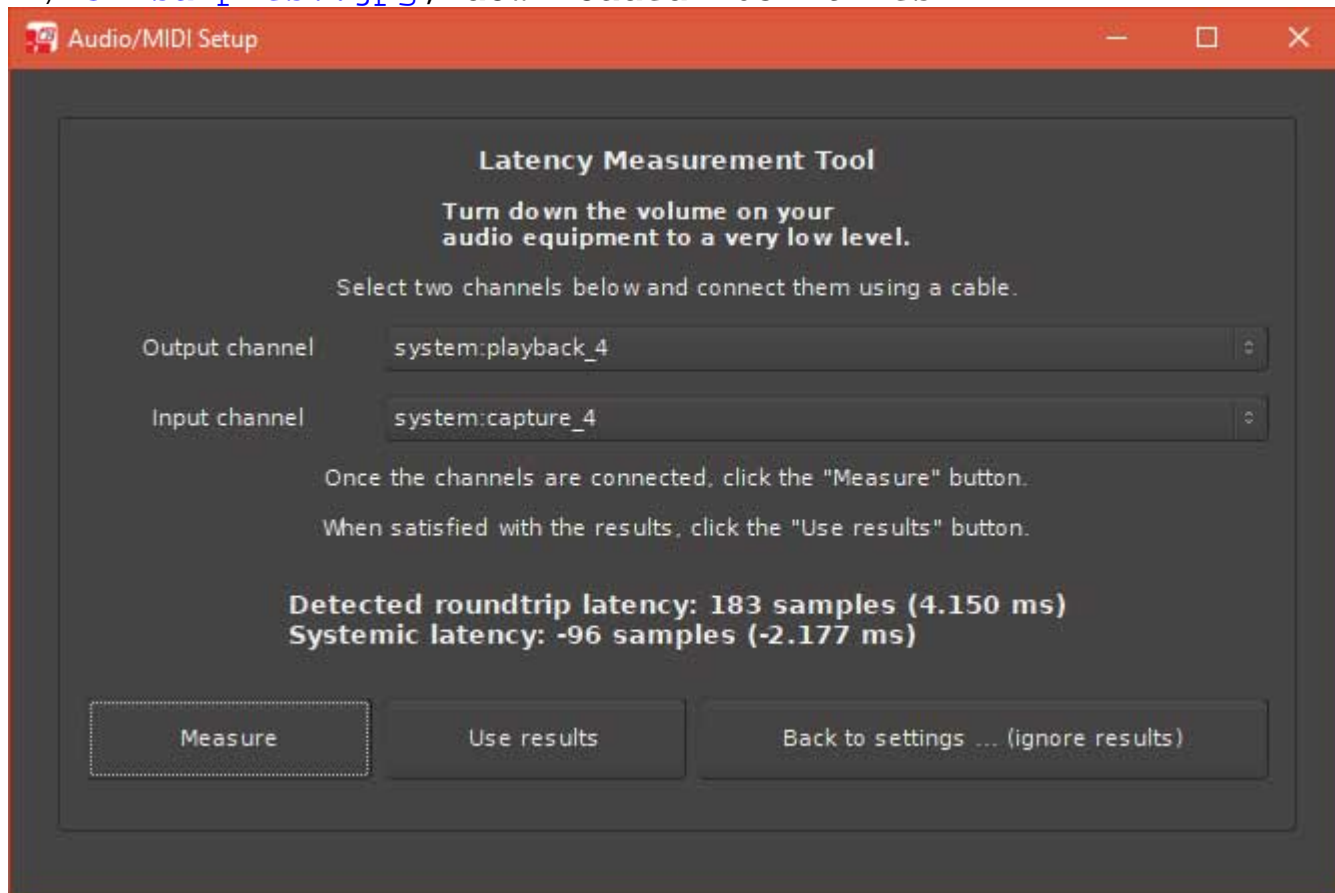 Audio/MIDI Setup
Latency Measurement Tool
Turn down the volume on your
audio equipment to a very low level.
Select two channels below and connect them using a cable.
Output channel system:playback_4
Input channel system:capture_4
Once the channels are connected, click the "Measure" button.
When satisfied with the results, click the "Use results" button.
Detected roundtrip latency: 183 samples (4.150 ms)
Systemic latency: -96 samples (-2.177 ms)
Measure Use results Back to settings ... (ignore results)